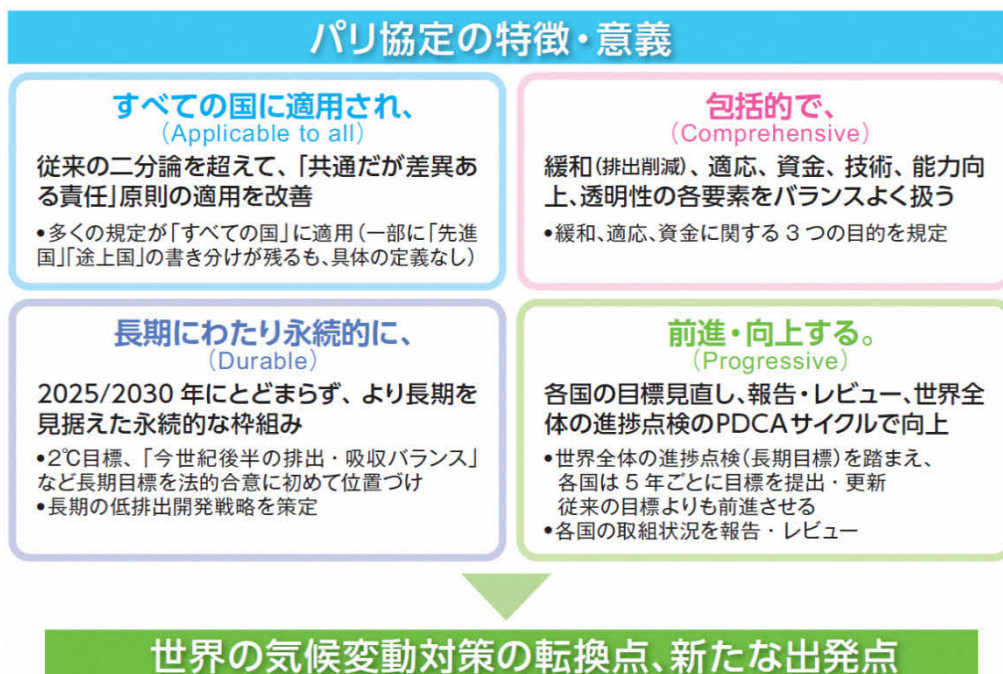 パリ協定の特徴・意義
すべての国に適用され、
(Applicable to all)
従来の二分論を超えて、「共通だが差異ある
責任」原則の適用を改善
•多くの規定が「すべての国」に適用(一部に「先進
国」「途上国」の書き分けが残るも、具体の定義なし)
包括的で、
(Comprehensive)
緩和(排出削減)、適応、資金、技術、能力向
上、透明性の各要素をバランスよく扱う
•緩和、適応、資金に関する 3 つの目的を規定
長期にわたり永続的に、
(Durable)
2025/2030 年にとどまらず、より長期を
見据えた永続的な枠組み
•2℃目標、「今世紀後半の排出・吸収バランス」
など長期目標を法的合意に初めて位置づけ
•長期の低排出開発戦略を策定
前進・向上する。
(Progressive)
各国の目標見直し、報告・レビュー、世界全
体の進捗点検のPDCAサイクルで向上
•世界全体の進捗点検(長期目標)を踏まえ、
各国は 5 年ごとに目標を提出・更新
従来の目標よりも前進させる
•各国の取組状況を報告・レビュー
世界の気候変動対策の転換点、新たな出発点